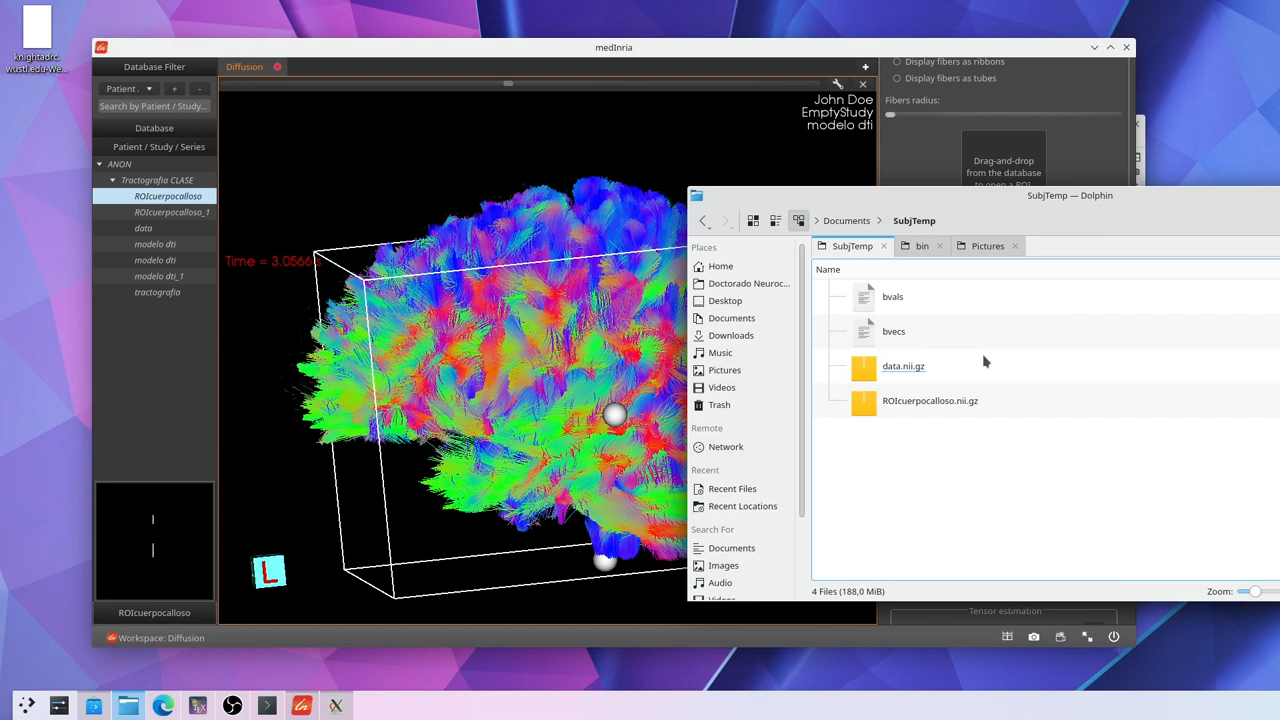 knightadrc.
wustl.edu-We...
medInria
Database Filter
Patient .
+
-
Search by Patient / Study...
Database
Patient / Study / Series
ANON
Tractografia CLASE
ROIcuerpocalloso
ROIcuerpocalloso_1
data
modelo dti
modelo dti
modelo dti_1
tractografia
ROIcuerpocalloso
Workspace: Diffusion
Diffusion
+
John Doe
EmptyStudy
modelo dti
Time = 3.0566
L
Display fibers as ribbons
Display fibers as tubes
Fibers radius:
Drag-and-drop
from the database
to open a ROI
Tensor estimation
SubjTemp — Dolphin
Documents
SubjTemp
SubjTemp
bin
Pictures
Places
Home
Doctorado Neuroc...
Desktop
Documents
Downloads
Music
Pictures
Videos
Trash
Remote
Network
Recent
Recent Files
Recent Locations
Search For
Documents
Images
Audio
Videos
Name
bvals
bvecs
data.nii.gz
ROIcuerpocalloso.nii.gz
4 Files (188,0 MiB)
Zoom: